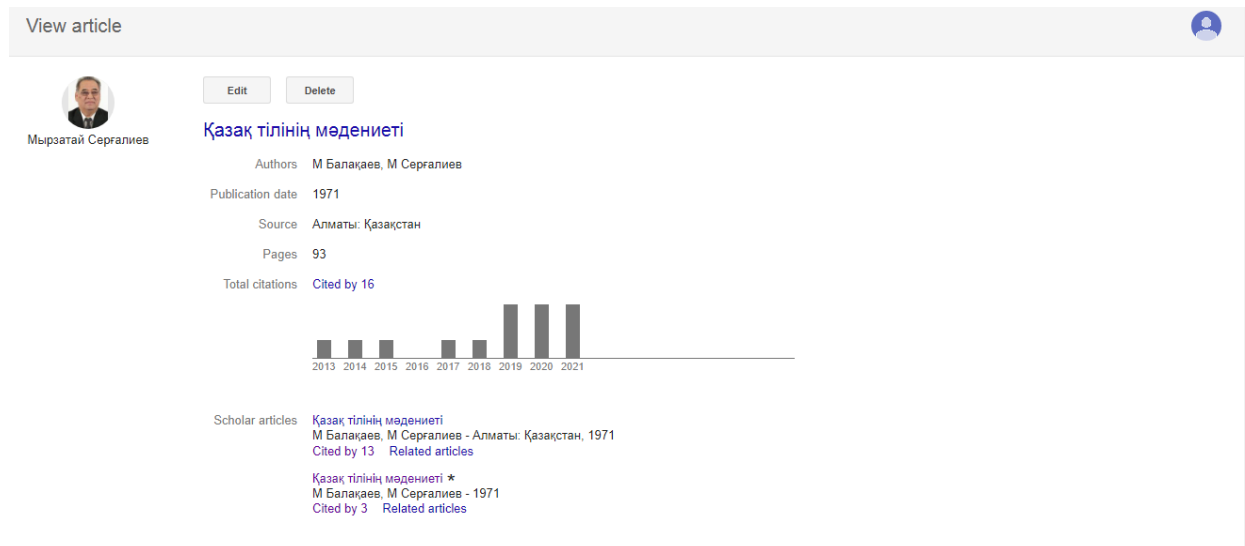 View article
Мырзатай Серғалиев
Edit Delete
Қазақ тілінің мәдениеті
Authors М Балақаев, М Серғалиев
Publication date 1971
Source Алматы: Қазақстан
Pages 93
Total citations Cited by 16
2013 2014 2015 2016 2017 2018 2019 2020 2021
Scholar articles Қазақ тілінің мәдениеті
М Балақаев, М Серғалиев - Алматы: Қазақстан, 1971
Cited by 13 Related articles
Қазақ тілінің мәдениеті *
М Балақаев, М Серғалиев - 1971
Cited by 3 Related articles